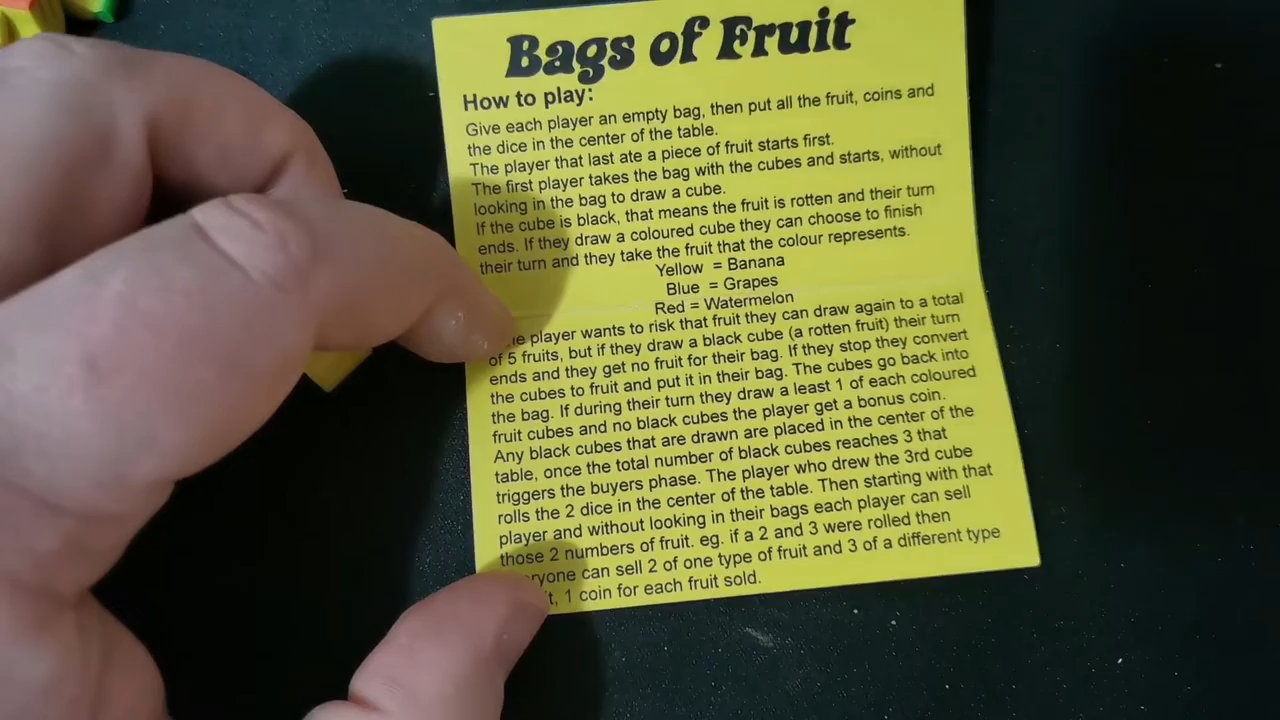 Bags of Fruit
How to play:
Give each player an empty bag, then put all the fruit, coins and
the dice in the center of the table.
The player that last ate a piece of fruit starts first.
The first player takes the bag with the cubes and starts, without
looking in the bag to draw a cube.
If the cube is black, that means the fruit is rotten and their turn
ends. If they draw a coloured cube they can choose to finish
their turn and they take the fruit that the colour represents.
Yellow = Banana
Blue = Grapes
Red = Watermelon
player wants to risk that fruit they can draw again to a total
of 5 fruits, but if they draw a black cube (a rotten fruit) their turn
ends and they get no fruit for their bag. If they stop they convert
the cubes to fruit and put it in their bag. The cubes go back into
the bag. If during their turn they draw a least 1 of each coloured
fruit cubes and no black cubes the player get a bonus coin.
Any black cubes that are drawn are placed in the center of the
table, once the total number of black cubes reaches 3 that
triggers the buyers phase. The player who drew the 3rd cube
rolls the 2 dice in the center of the table. Then starting with that
player and without looking in their bags each player can sell
those 2 numbers of fruit. eg. if a 2 and 3 were rolled then
can sell 2 of one type of fruit and 3 of a different type
1 coin for each fruit sold.